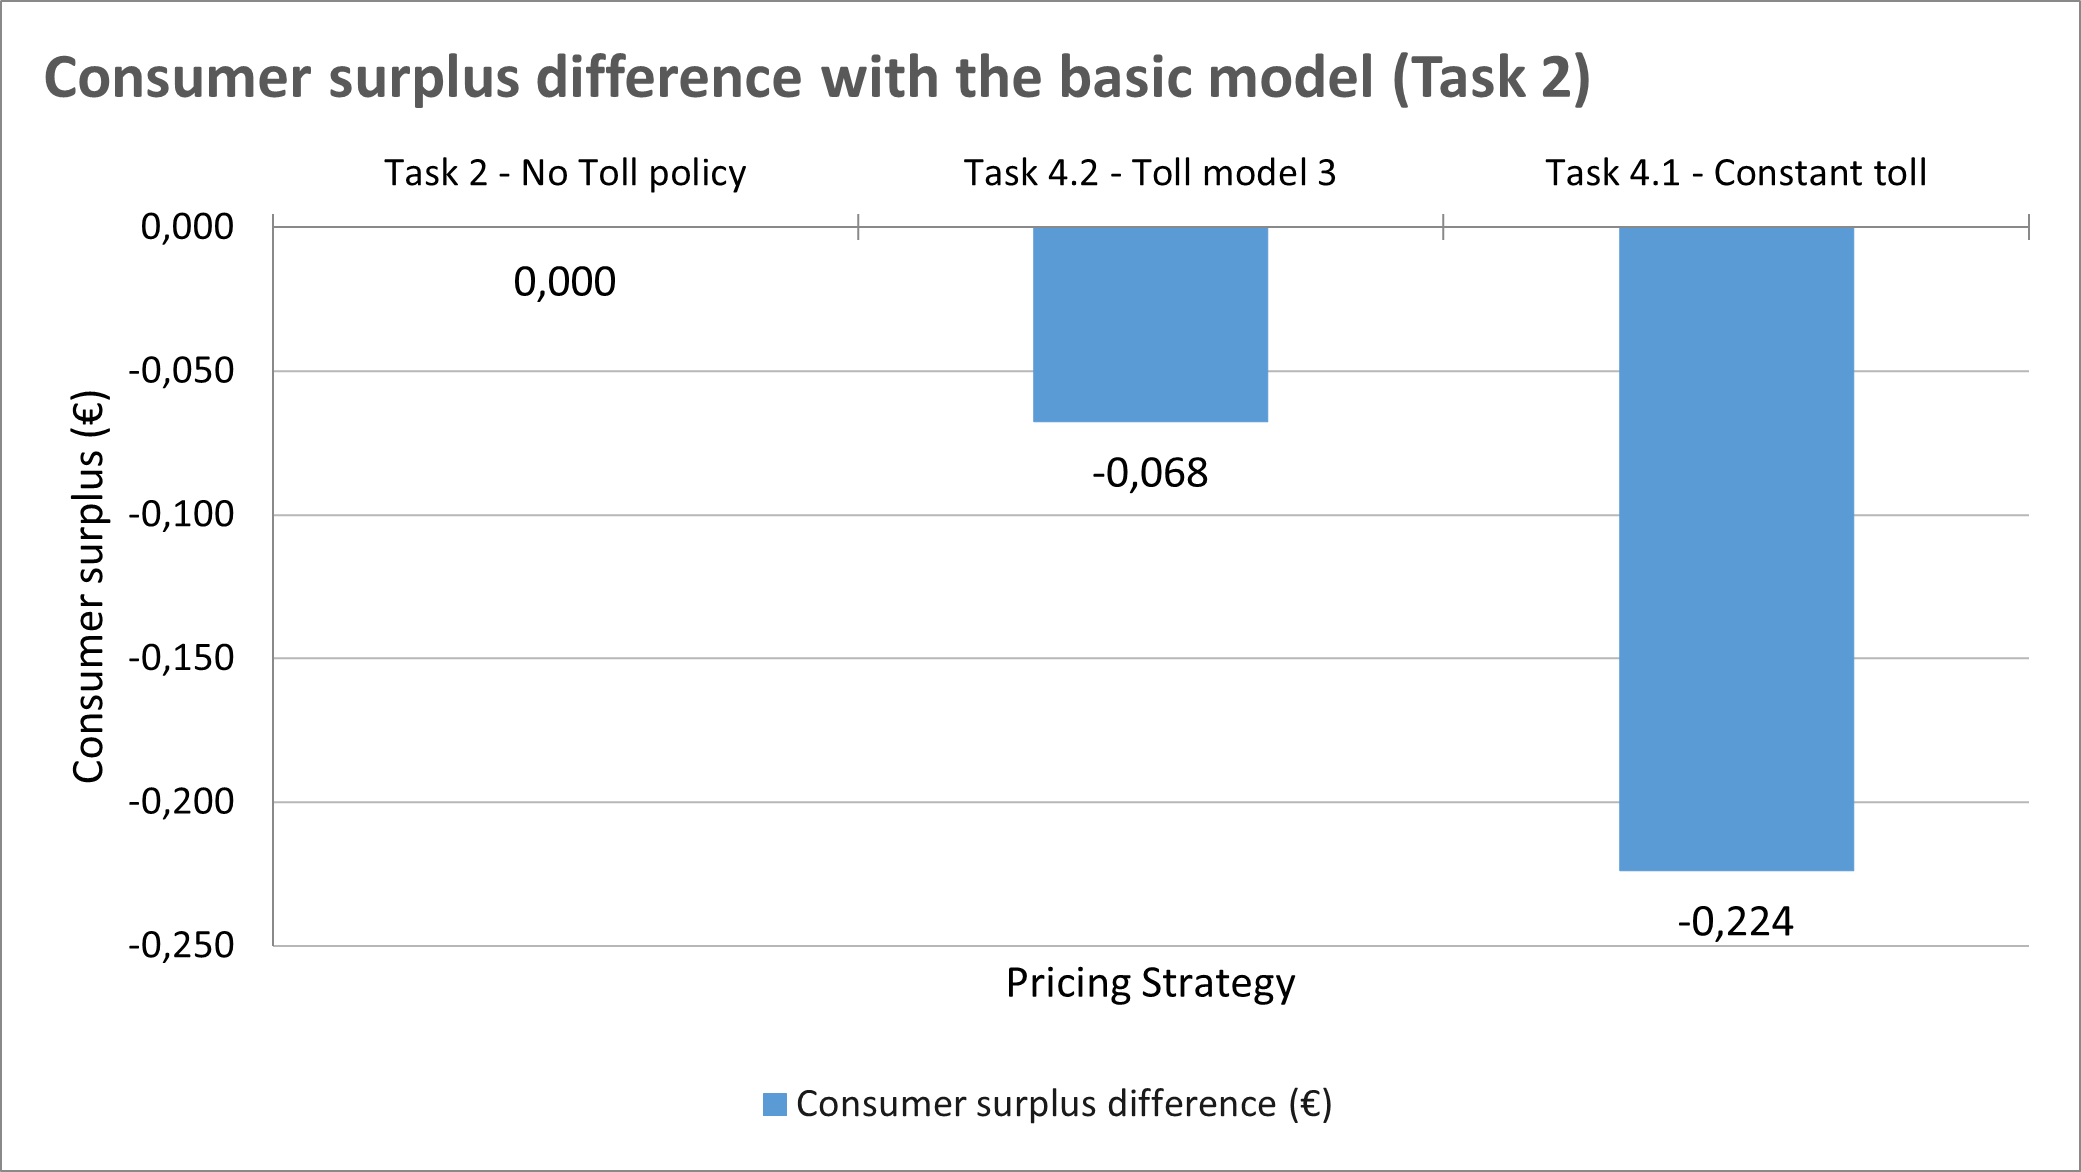 Consumer surplus difference with the basic model (Task 2)
Task 2 - No Toll policy
Task 4.2 - Toll model 3
Task 4.1 - Constant toll
0,000
-0,050
-0,100
-0,150
-0,200
-0,250
Consumer surplus (€)
0,000
-0,068
-0,224
Pricing Strategy
Consumer surplus difference (€)